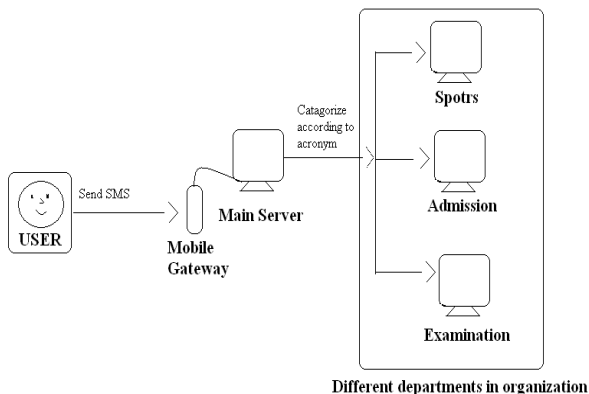 USER
Send SMS
Mobile
Gateway
Main Server
Catagorize
according to
acronym
Spotrs
Admission
Examination
Different departments in organization